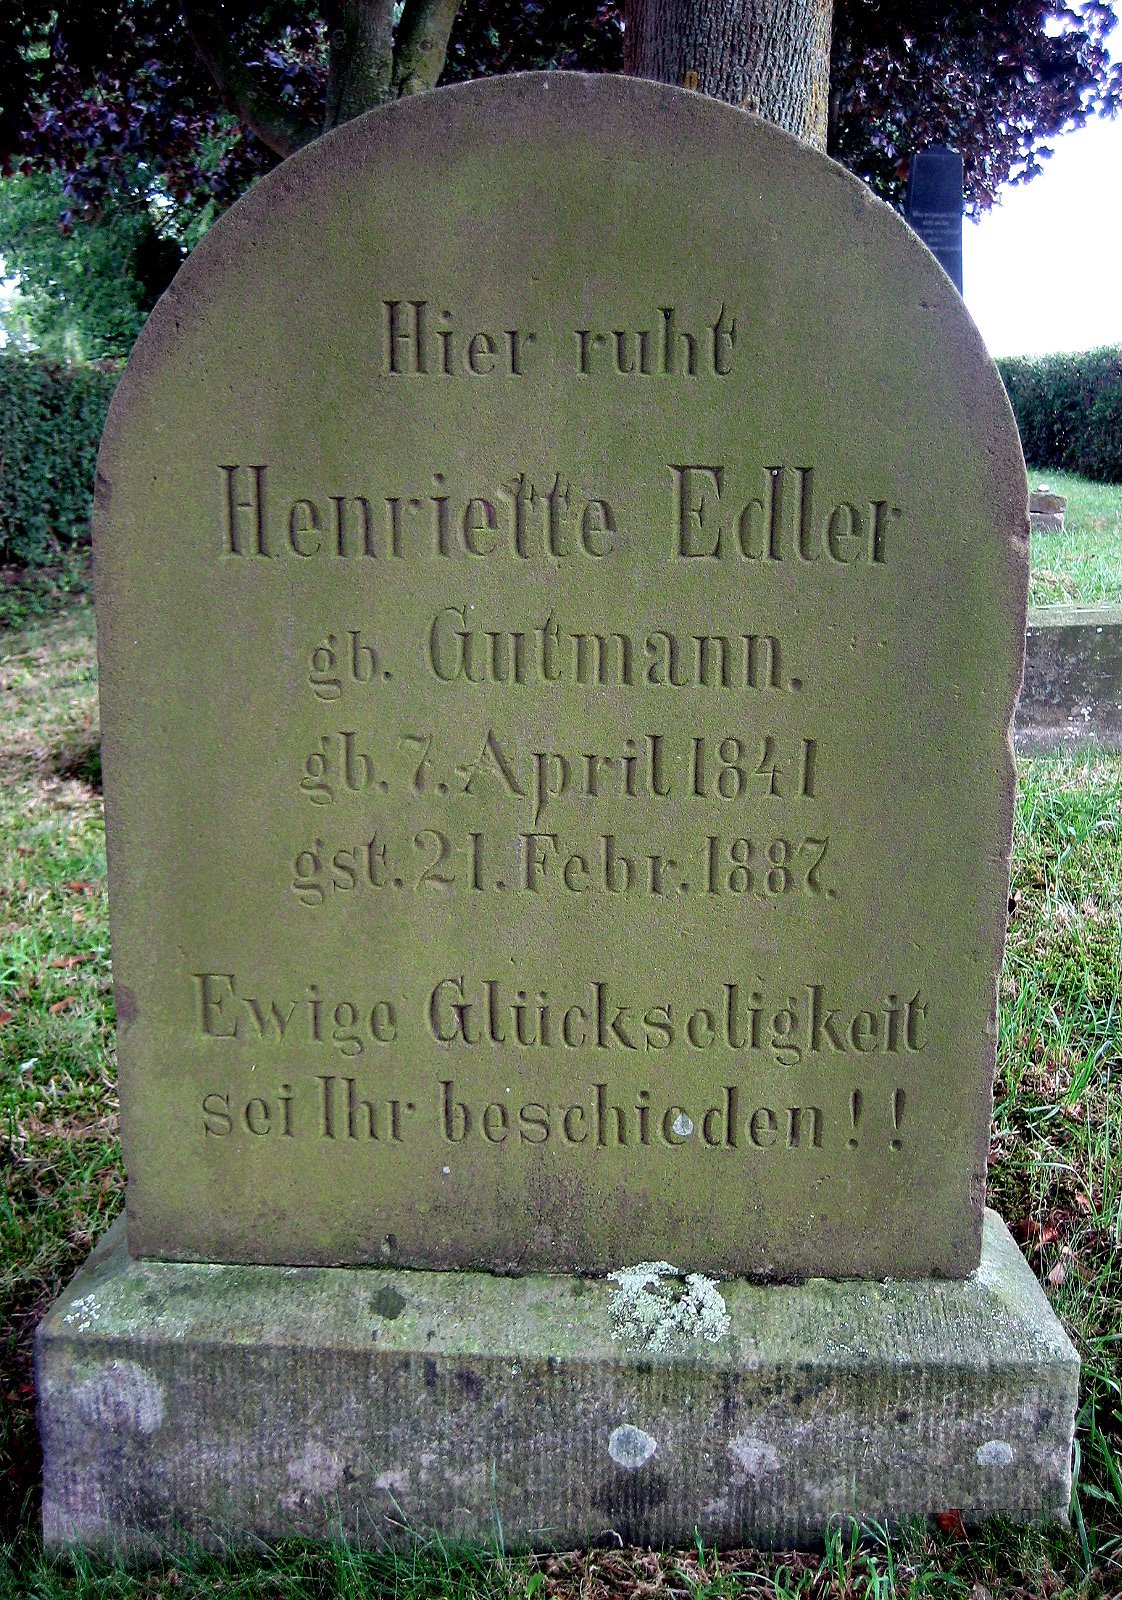 Hier ruht
Henriette Edler
gb. Gutmann.
gb. 7. April 1841
gst. 21. Febr. 1887.
Ewige Glückseligkeit
sei Ihr beschieden!!